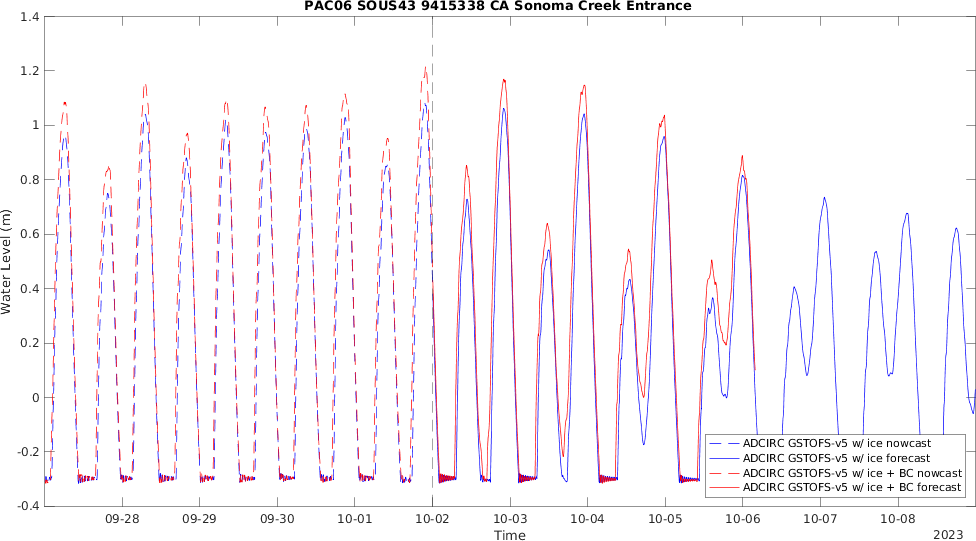 PAC06 SOUS43 9415338 CA Sonoma Creek Entrance
1.4
1.2
1
0.8
0.6
0.4
0.2
0
-0.2
-0.4
Water Level (m)
09-28 09-29 09-30 10-01 10-02 10-03 10-04 10-05 10-06 10-07 10-08
Time
2023
ADCIRC GSTOFS-v5 w/ ice nowcast
ADCIRC GSTOFS-v5 w/ ice forecast
ADCIRC GSTOFS-v5 w/ ice + BC nowcast
ADCIRC GSTOFS-v5 w/ ice + BC forecast